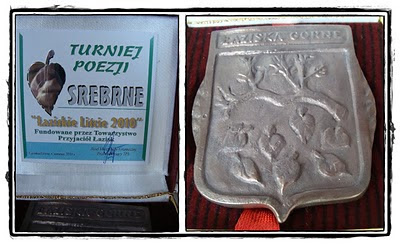 TURNIEJ
POEZJI
SREBRNE
"Łaziskie Liście 2010"
Fundowane przez Towarzystwo
Przyjaciół Łazisk
ŁAZISKA GÓRNE